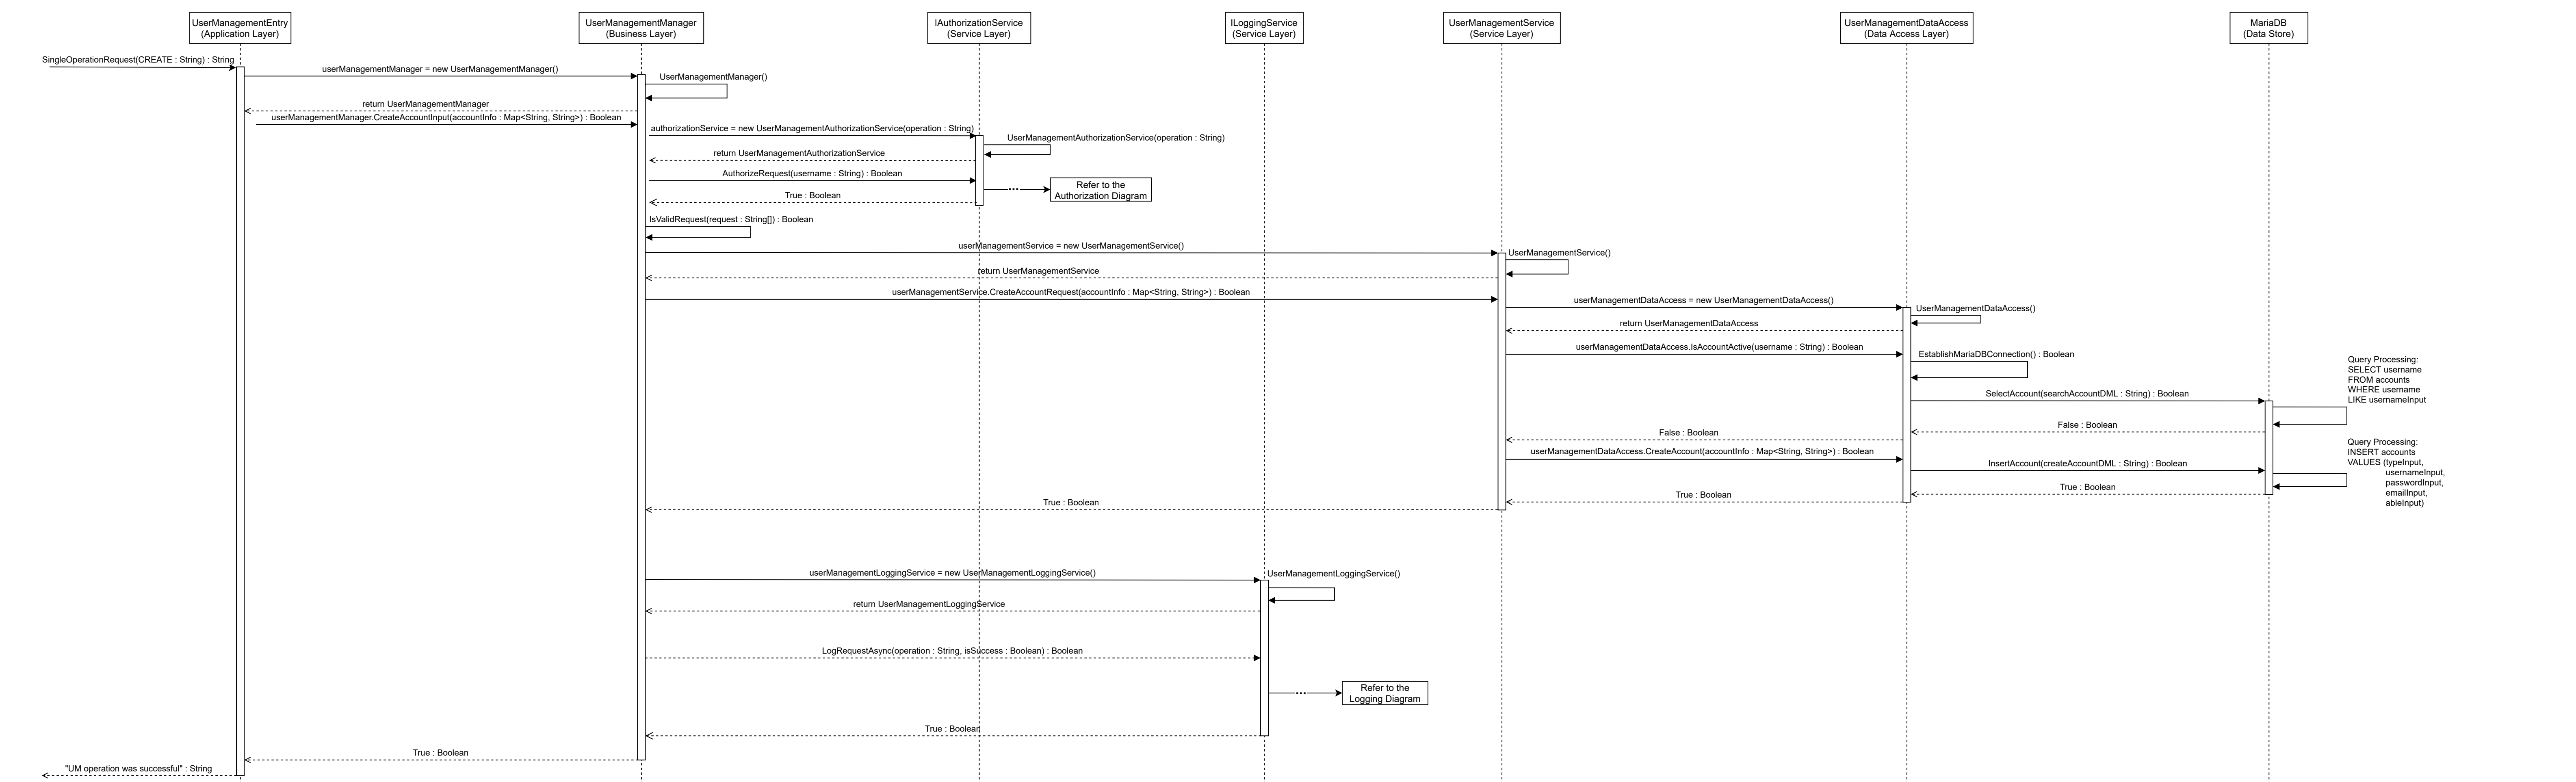 UserManagementEntry
(Application Layer)
UserManagementManager
(Business Layer)
IAuthorizationService
(Service Layer)
ILoggingService
(Service Layer)
UserManagementService
(Service Layer)
UserManagementDataAccess
(Data Access Layer)
MariaDB
(Data Store)
SingleOperationRequest(CREATE : String) : String
userManagementManager = new UserManagementManager()
UserManagementManager()
return UserManagementManager
userManagementManager.CreateAccountInput(accountInfo : Map<String, String>) : Boolean
authorizationService = new UserManagementAuthorizationService(operation : String)
UserManagementAuthorizationService(operation : String)
return UserManagementAuthorizationService
AuthorizeRequest(username : String) : Boolean
Refer to the
Authorization Diagram
True : Boolean
IsValidRequest(request : String[]) : Boolean
userManagementService = new UserManagementService()
UserManagementService()
return UserManagementService
userManagementService.CreateAccountRequest(accountInfo : Map<String, String>) : Boolean
userManagementDataAccess = new UserManagementDataAccess()
UserManagementDataAccess()
return UserManagementDataAccess
userManagementDataAccess.IsAccountActive(username : String) : Boolean
EstablishMariaDBConnection() : Boolean
Query Processing:
SELECT username
FROM accounts
WHERE username
LIKE usernameInput
SelectAccount(searchAccountDML : String) : Boolean
False : Boolean
False : Boolean
userManagementDataAccess.CreateAccount(accountInfo : Map<String, String>) : Boolean
Query Processing:
INSERT accounts
VALUES (typeInput,
usernameInput,
passwordInput,
emailInput,
ableInput)
InsertAccount(createAccountDML : String) : Boolean
True : Boolean
True : Boolean
True : Boolean
userManagementLoggingService = new UserManagementLoggingService()
UserManagementLoggingService()
return UserManagementLoggingService
LogRequestAsync(operation : String, isSuccess : Boolean) : Boolean
Refer to the
Logging Diagram
True : Boolean
True : Boolean
"UM operation was successful" : String